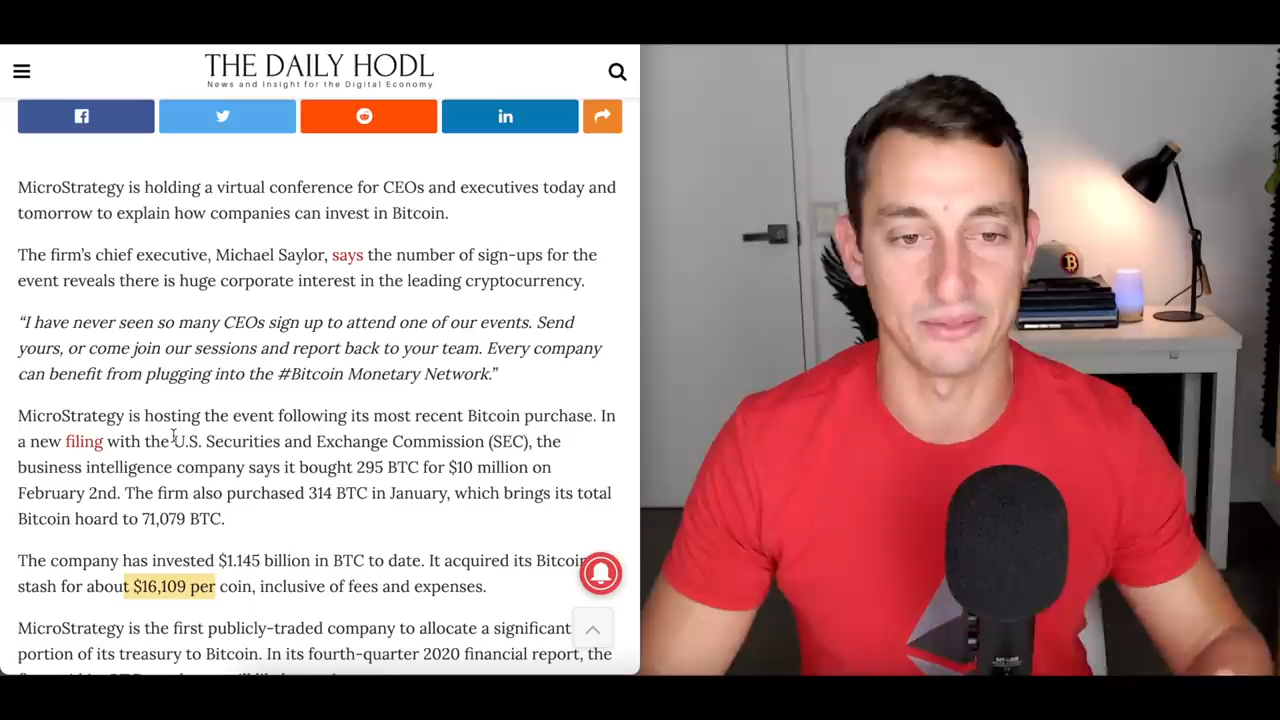 THE DAILY HODL
News and Insight for the Digital Economy
MicroStrategy is holding a virtual conference for CEOs and executives today and
tomorrow to explain how companies can invest in Bitcoin.
The firm’s chief executive, Michael Saylor, says the number of sign-ups for the
event reveals there is huge corporate interest in the leading cryptocurrency.
“I have never seen so many CEOs sign up to attend one of our events. Send
yours, or come join our sessions and report back to your team. Every company
can benefit from plugging into the #Bitcoin Monetary Network.”
MicroStrategy is hosting the event following its most recent Bitcoin purchase. In
a new filing with the U.S. Securities and Exchange Commission (SEC), the
business intelligence company says it bought 295 BTC for $10 million on
February 2nd. The firm also purchased 314 BTC in January, which brings its total
Bitcoin hoard to 71,079 BTC.
The company has invested $1.145 billion in BTC to date. It acquired its Bitcoin
stash for about $16,109 per coin, inclusive of fees and expenses.
MicroStrategy is the first publicly-traded company to allocate a significant
portion of its treasury to Bitcoin. In its fourth-quarter 2020 financial report, the